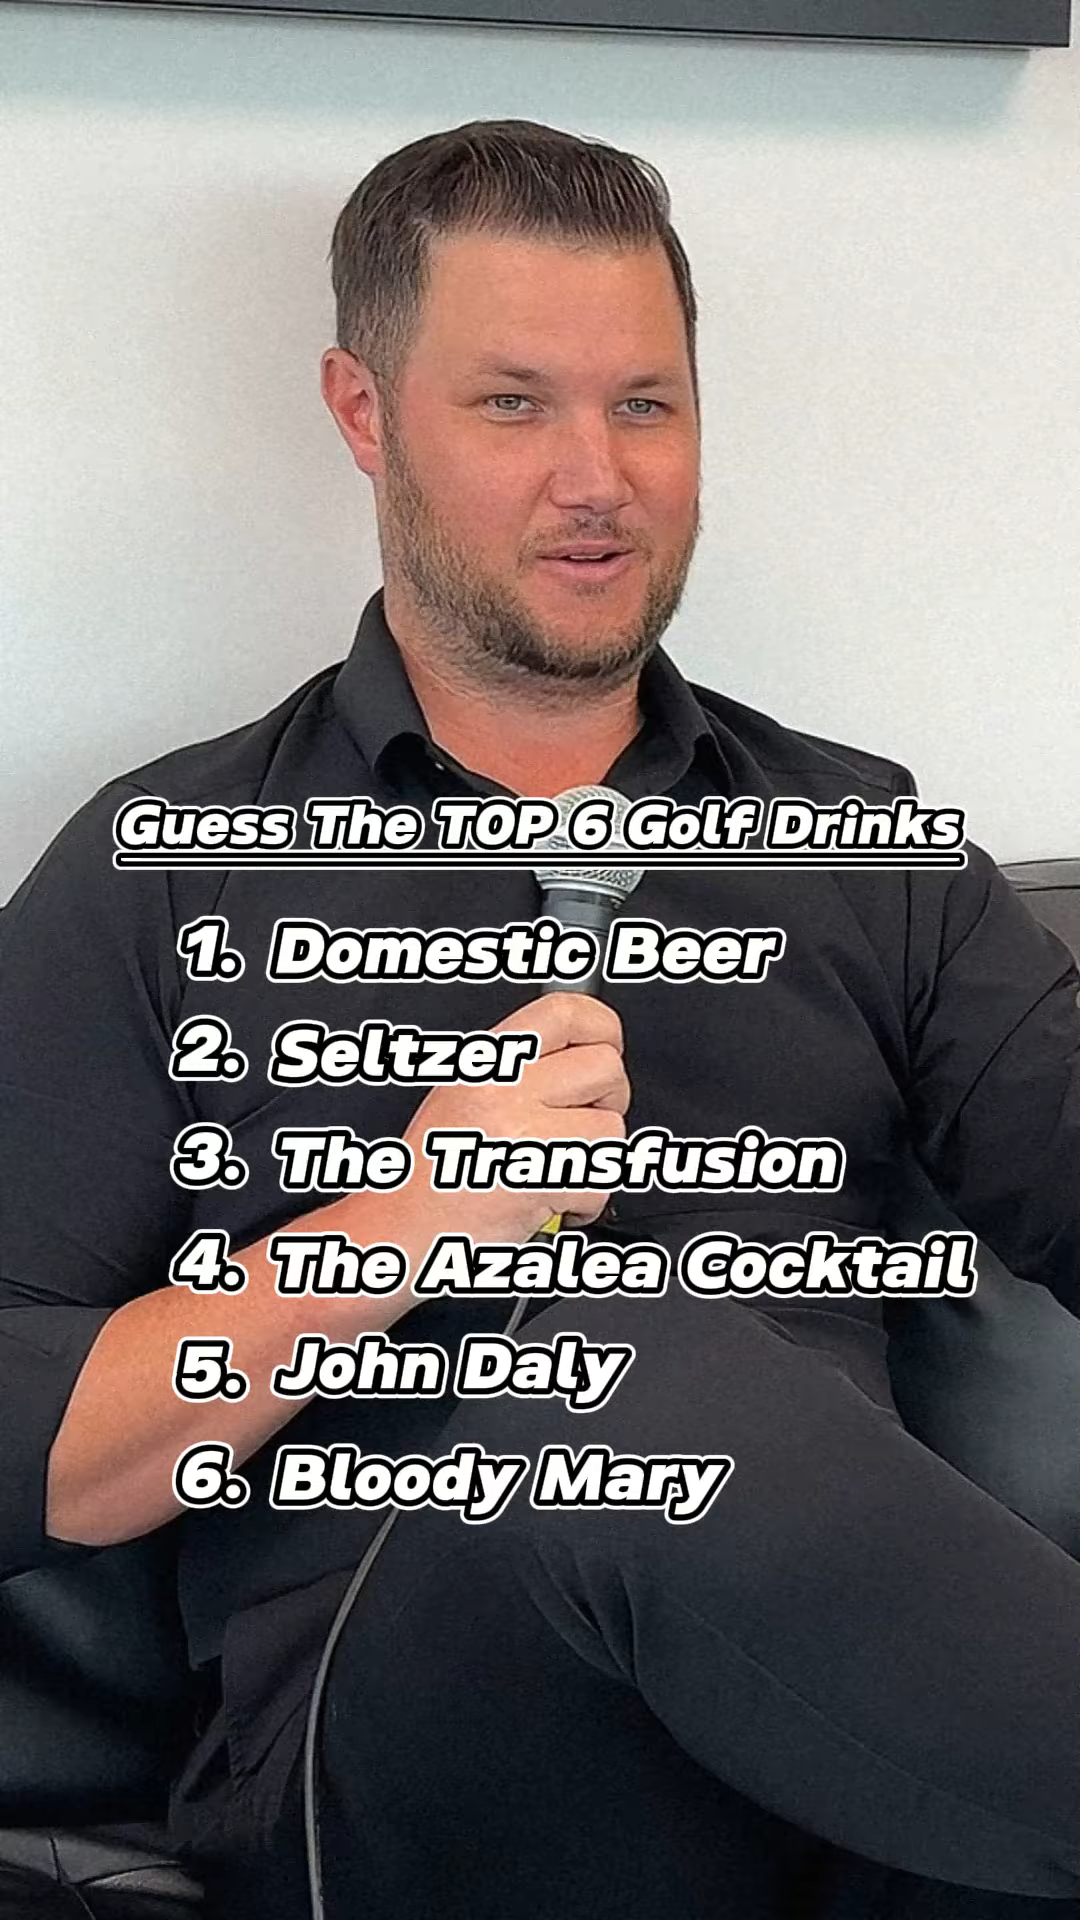 Guess The TOP 6 Golf Drinks
1. Domestic Beer
2. Seltzer
3. The Transfusion
4. The Azalea Cocktail
5. John Daly
6. Bloody Mary